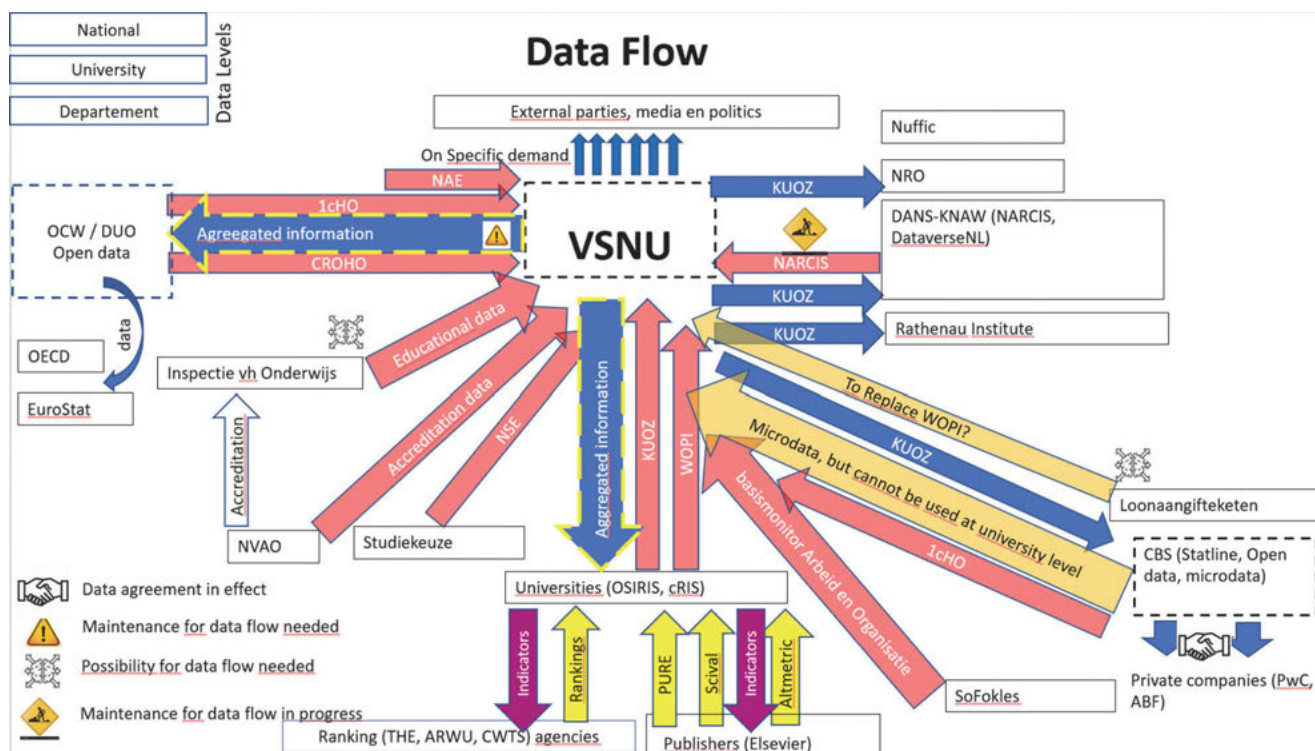 National
University
Departement
Data Levels
Data Flow
External parties, media en politics
On Specific demand
Nuffic
NRO
DANS-KNAW (NARCIS,
DataverseNL)
Rathenau Institute
NAE
1cHO
Agreegated information
CROHO
OCW / DUO
Open data
VSNU
KUOZ
NARCIS
KUOZ
KUOZ
data
OECD
EuroStat
Inspectie vh Onderwijs
Educational data
Accreditation data
NSE
Accreditation
NVAO
Studiekeuze
Aggregated information
KUOZ
WOPI
To Replace WOPI?
KUOZ
Microdata, but cannot be used at university level
1cHO
basismonitor Arbeid en Organisatie
Loonaangifteketen
CBS (Statline, Open
data, microdata)
Private companies (PwC,
ABF)
SoFokles
Universities (OSIRIS, cRIS)
Indicators
Rankings
PURE
Scival
Indicators
Altmetric
Ranking (THE, ARWU, CWTS) agencies
Publishers (Elsevier)
Data agreement in effect
Maintenance for data flow needed
Possibility for data flow needed
Maintenance for data flow in progress